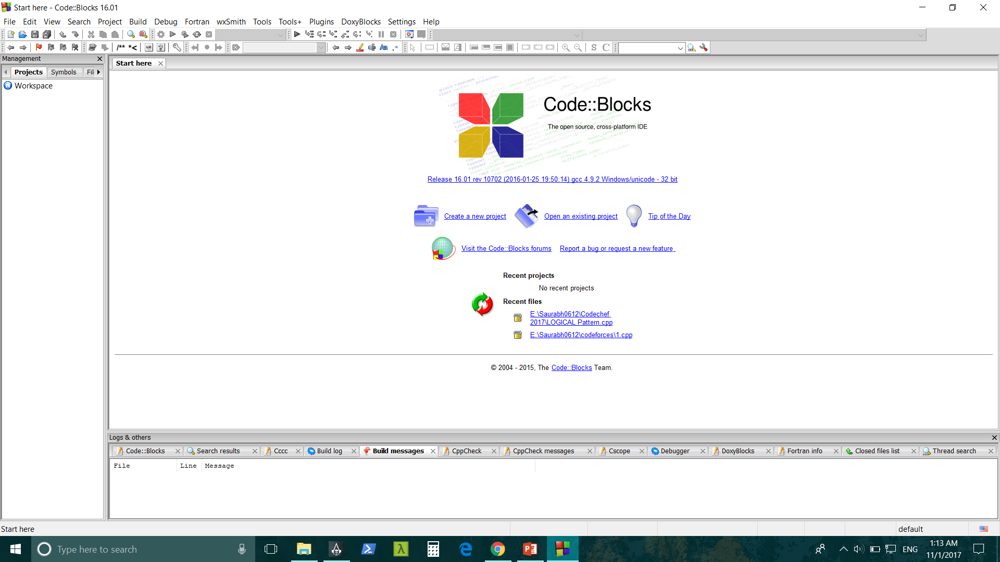 Start here - Code::Blocks 16.01
File Edit View Search Project Build Debug Fortran wxSmith Tools Tools+ Plugins DoxyBlocks Settings Help
/** *<
Aa .*
S C
Management
Projects Symbols Fil
Workspace
Start here
Code::Blocks
The open source, cross-platform IDE
Release 16.01 rev 10702 (2016-01-25 19:50:14) gcc 4.9.2 Windows/unicode - 32 bit
Create a new project Open an existing project Tip of the Day
Visit the Code::Blocks forums Report a bug or request a new feature
Recent projects
No recent projects
Recent files
E:\Saurabh0612\Codechef
2017\LOGICAL Pattern.cpp
E:\Saurabh0612\codeforces\1.cpp
© 2004 - 2015, The Code::Blocks Team.
Logs & others
Code::Blocks Search results Cccc Build log Build messages CppCheck CppCheck messages Cscope Debugger DoxyBlocks Fortran info Closed files list Thread search
File Line Message
Start here default
Type here to search
ENG
1:13 AM
11/1/2017